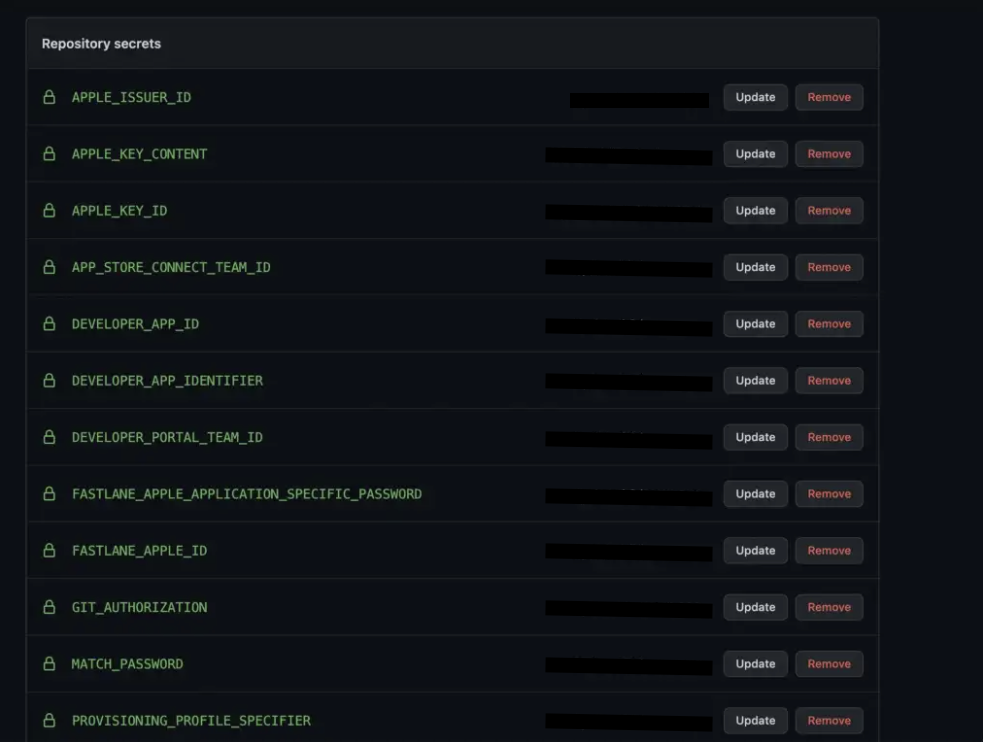 Repository secrets
APPLE_ISSUER_ID Update Remove
APPLE_KEY_CONTENT Update Remove
APPLE_KEY_ID Update Remove
APP_STORE_CONNECT_TEAM_ID Update Remove
DEVELOPER_APP_ID Update Remove
DEVELOPER_APP_IDENTIFIER Update Remove
DEVELOPER_PORTAL_TEAM_ID Update Remove
FASTLANE_APPLE_APPLICATION_SPECIFIC_PASSWORD Update Remove
FASTLANE_APPLE_ID Update Remove
GIT_AUTHORIZATION Update Remove
MATCH_PASSWORD Update Remove
PROVISIONING_PROFILE_SPECIFIER Update Remove